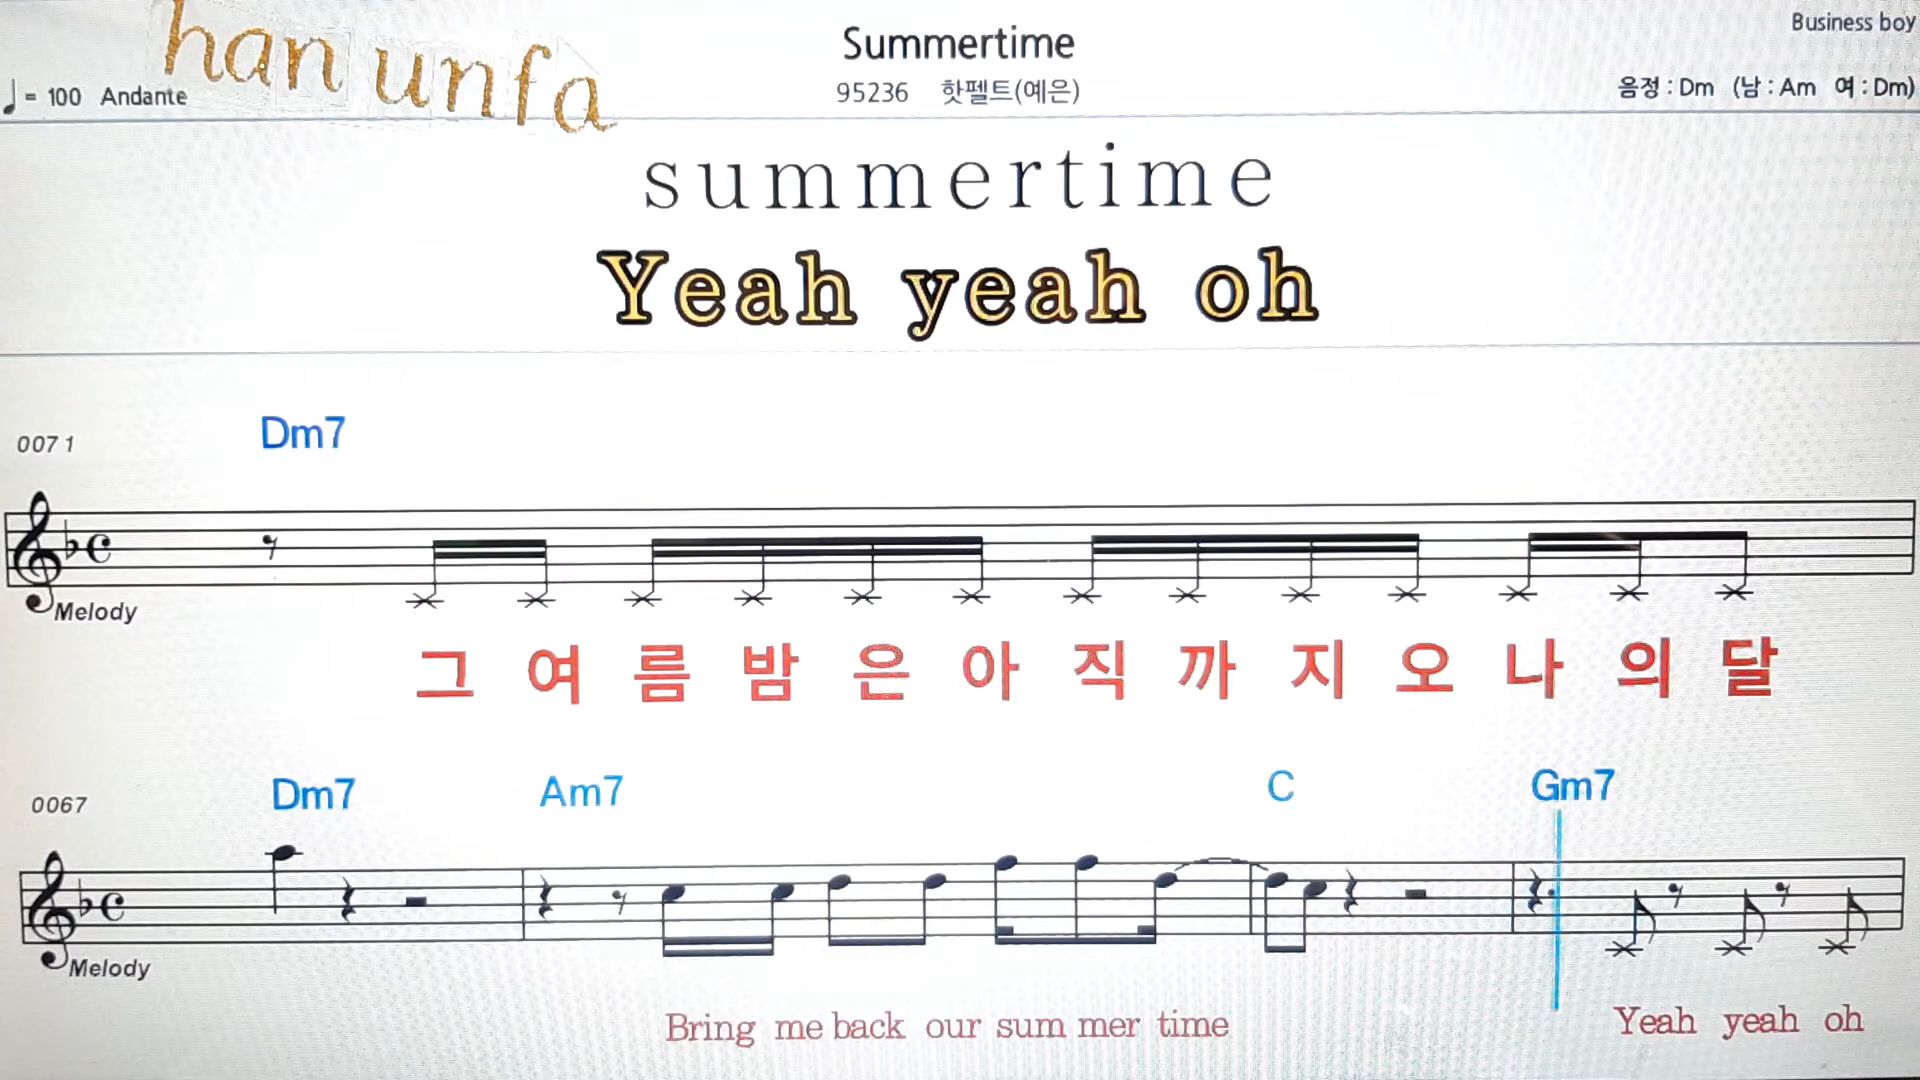 han unfa
Summertime
Business boy
♩= 100 Andante
95236 핫펠트(예은)
음정 : Dm (남 : Am 여 : Dm)
summertime
Yeah yeah oh
0071 Dm7
Melody
그 여 름 밤 은 아 직 까 지 오 나 의 달
0067 Dm7 Am7 C Gm7
Melody
Bring me back our sum mer time Yeah yeah oh